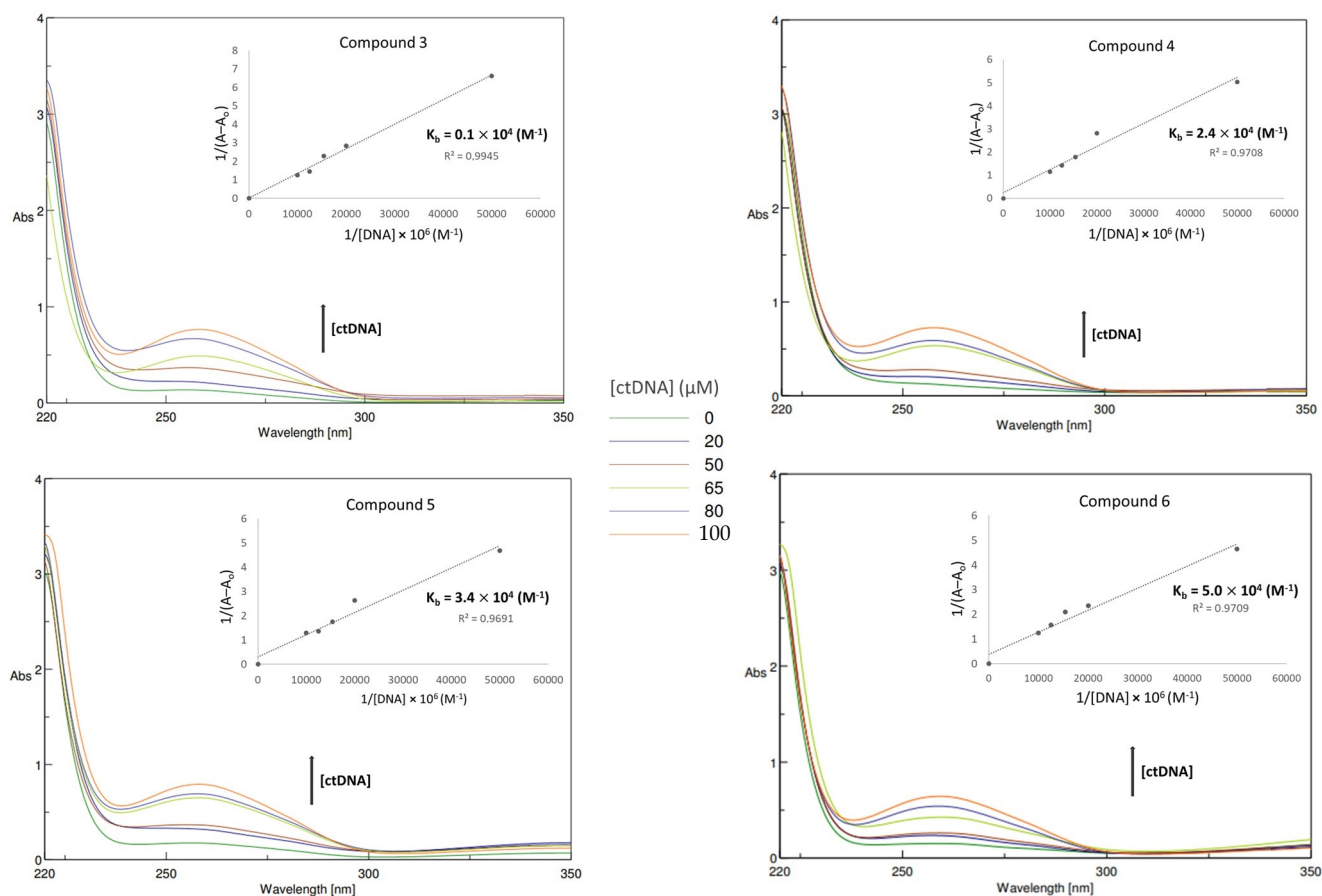 Compound 3
4
3
Abs 2
1
0
220
250
300
350
Wavelength [nm]
8
7
6
5
4
3
2
1
0
1/(A–Ao)
0 10000 20000 30000 40000 50000 60000
1/[DNA] × 10⁶ (M⁻¹)
Kb = 0.1 × 10⁴ (M⁻¹)
R² = 0,9945
[ctDNA]
Compound 4
4
3
Abs 2
1
0
220
250
300
350
Wavelength [nm]
6
5
4
3
2
1
0
1/(A–Ao)
0 10000 20000 30000 40000 50000 60000
1/[DNA] × 10⁶ (M⁻¹)
Kb = 2.4 × 10⁴ (M⁻¹)
R² = 0.9708
[ctDNA]
[ctDNA] (µM)
0
20
50
65
80
100
Compound 5
4
3
Abs 2
1
0
220
250
300
350
Wavelength [nm]
6
5
4
3
2
1
0
1/(A–Ao)
0 10000 20000 30000 40000 50000 60000
1/[DNA] × 10⁶ (M⁻¹)
Kb = 3.4 × 10⁴ (M⁻¹)
R² = 0,9691
[ctDNA]
Compound 6
4
3
Abs 2
1
0
220
250
300
350
Wavelength [nm]
6
5
4
3
2
1
0
1/(A–Ao)
0 10000 20000 30000 40000 50000 60000
1/[DNA] × 10⁶ (M⁻¹)
Kb = 5.0 × 10⁴ (M⁻¹)
R² = 0.9709
[ctDNA]